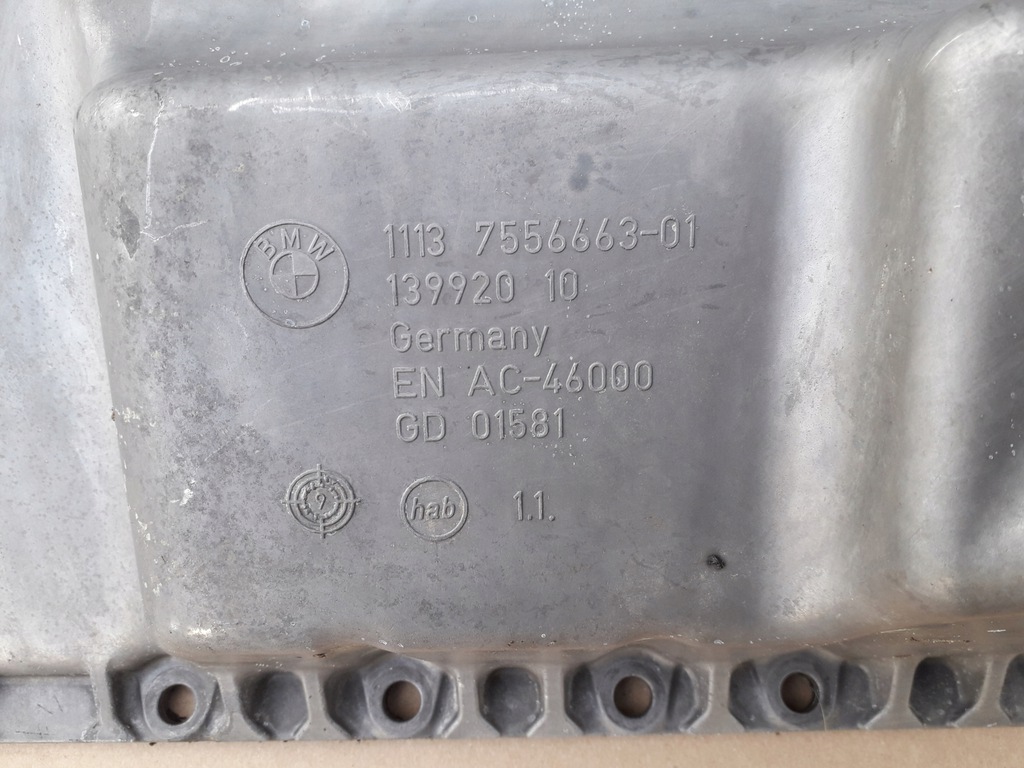 BMW
1113 7556663-01
139920 10
Germany
EN AC-46000
GD 01581
hab
1.1.